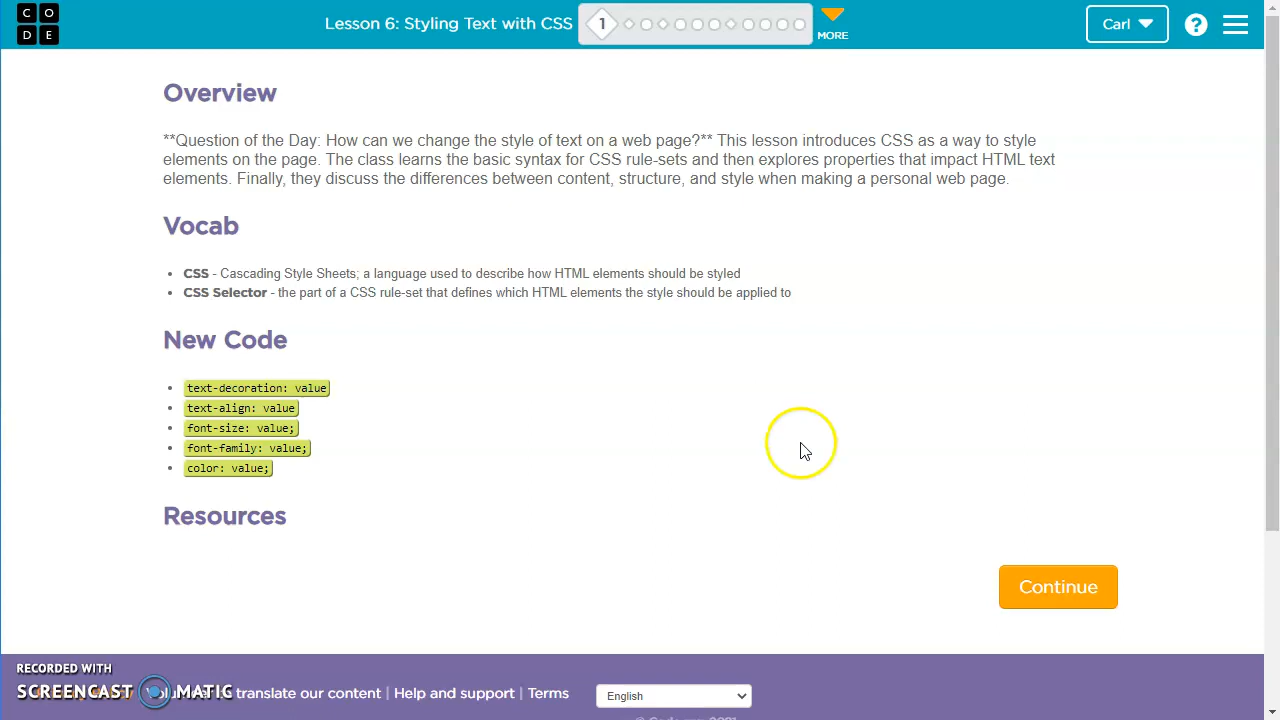 C O
D E
Lesson 6: Styling Text with CSS
1
MORE
Carl
?
Overview
**Question of the Day: How can we change the style of text on a web page?** This lesson introduces CSS as a way to style
elements on the page. The class learns the basic syntax for CSS rule-sets and then explores properties that impact HTML text
elements. Finally, they discuss the differences between content, structure, and style when making a personal web page.
Vocab
• CSS - Cascading Style Sheets; a language used to describe how HTML elements should be styled
• CSS Selector - the part of a CSS rule-set that defines which HTML elements the style should be applied to
New Code
• text-decoration: value
• text-align: value
• font-size: value;
• font-family: value;
• color: value;
Resources
Continue
RECORDED WITH
SCREENCAST MATIC
translate our content | Help and support | Terms
English